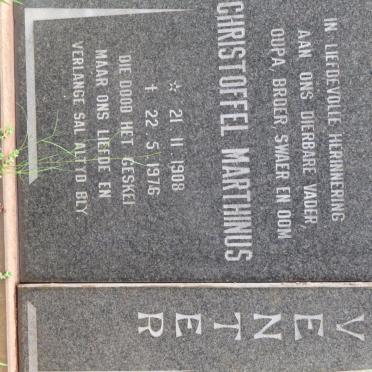 IN LIEFDEVOLLE HERINNERING
AAN ONS DIERBARE VADER,
OUPA, BROER, SWAER EN OOM
CHRISTOFFEL MARTHINUS
☆ 21 11 1908
† 22 5 1976
DIE DOOD HET GESKEI
MAAR ONS LIEFDE EN
VERLANGE SAL ALTYD BLY
VENTER